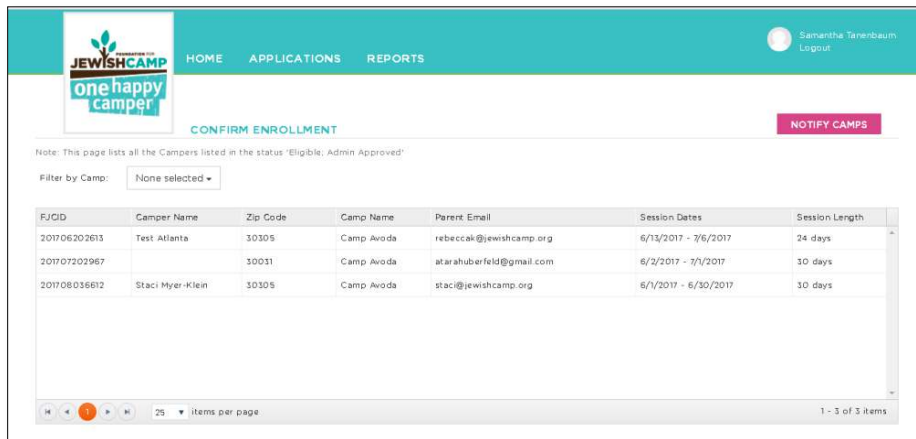 Samantha Tanenbaum
Logout
FOUNDATION FOR
JEWISHCAMP
one happy
camper
HOME APPLICATIONS REPORTS
CONFIRM ENROLLMENT
NOTIFY CAMPS
Note: This page lists all the Campers listed in the status 'Eligible; Admin Approved'
Filter by Camp: None selected
FJCID Camper Name Zip Code Camp Name Parent Email Session Dates Session Length
201706202613 Test Atlanta 30305 Camp Avoda rebeccak@jewishcamp.org 6/13/2017 - 7/6/2017 24 days
201707202967 30031 Camp Avoda atarahuberfeld@gmail.com 6/2/2017 - 7/1/2017 30 days
201708036612 Staci Myer-Klein 30305 Camp Avoda staci@jewishcamp.org 6/1/2017 - 6/30/2017 30 days
1 25 items per page 1 - 3 of 3 items